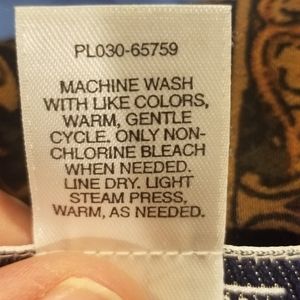 PL030-65759
MACHINE WASH
WITH LIKE COLORS,
WARM, GENTLE
CYCLE. ONLY NON-
CHLORINE BLEACH
WHEN NEEDED.
LINE DRY. LIGHT
STEAM PRESS,
WARM, AS NEEDED.